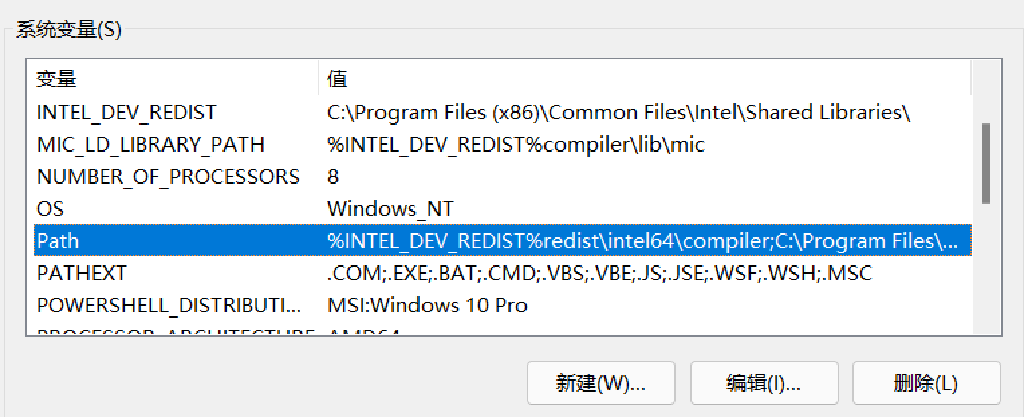 系统变量(S)
变量 值
INTEL_DEV_REDIST C:\Program Files (x86)\Common Files\Intel\Shared Libraries\
MIC_LD_LIBRARY_PATH %INTEL_DEV_REDIST%compiler\lib\mic
NUMBER_OF_PROCESSORS 8
OS Windows_NT
Path %INTEL_DEV_REDIST%redist\intel64\compiler;C:\Program Files\...
PATHEXT .COM;.EXE;.BAT;.CMD;.VBS;.VBE;.JS;.JSE;.WSF;.WSH;.MSC
POWERSHELL_DISTRIBUTI... MSI:Windows 10 Pro
PROCESSOR_ARCHITECTURE AMD64
新建(W)... 编辑(I)... 删除(L)